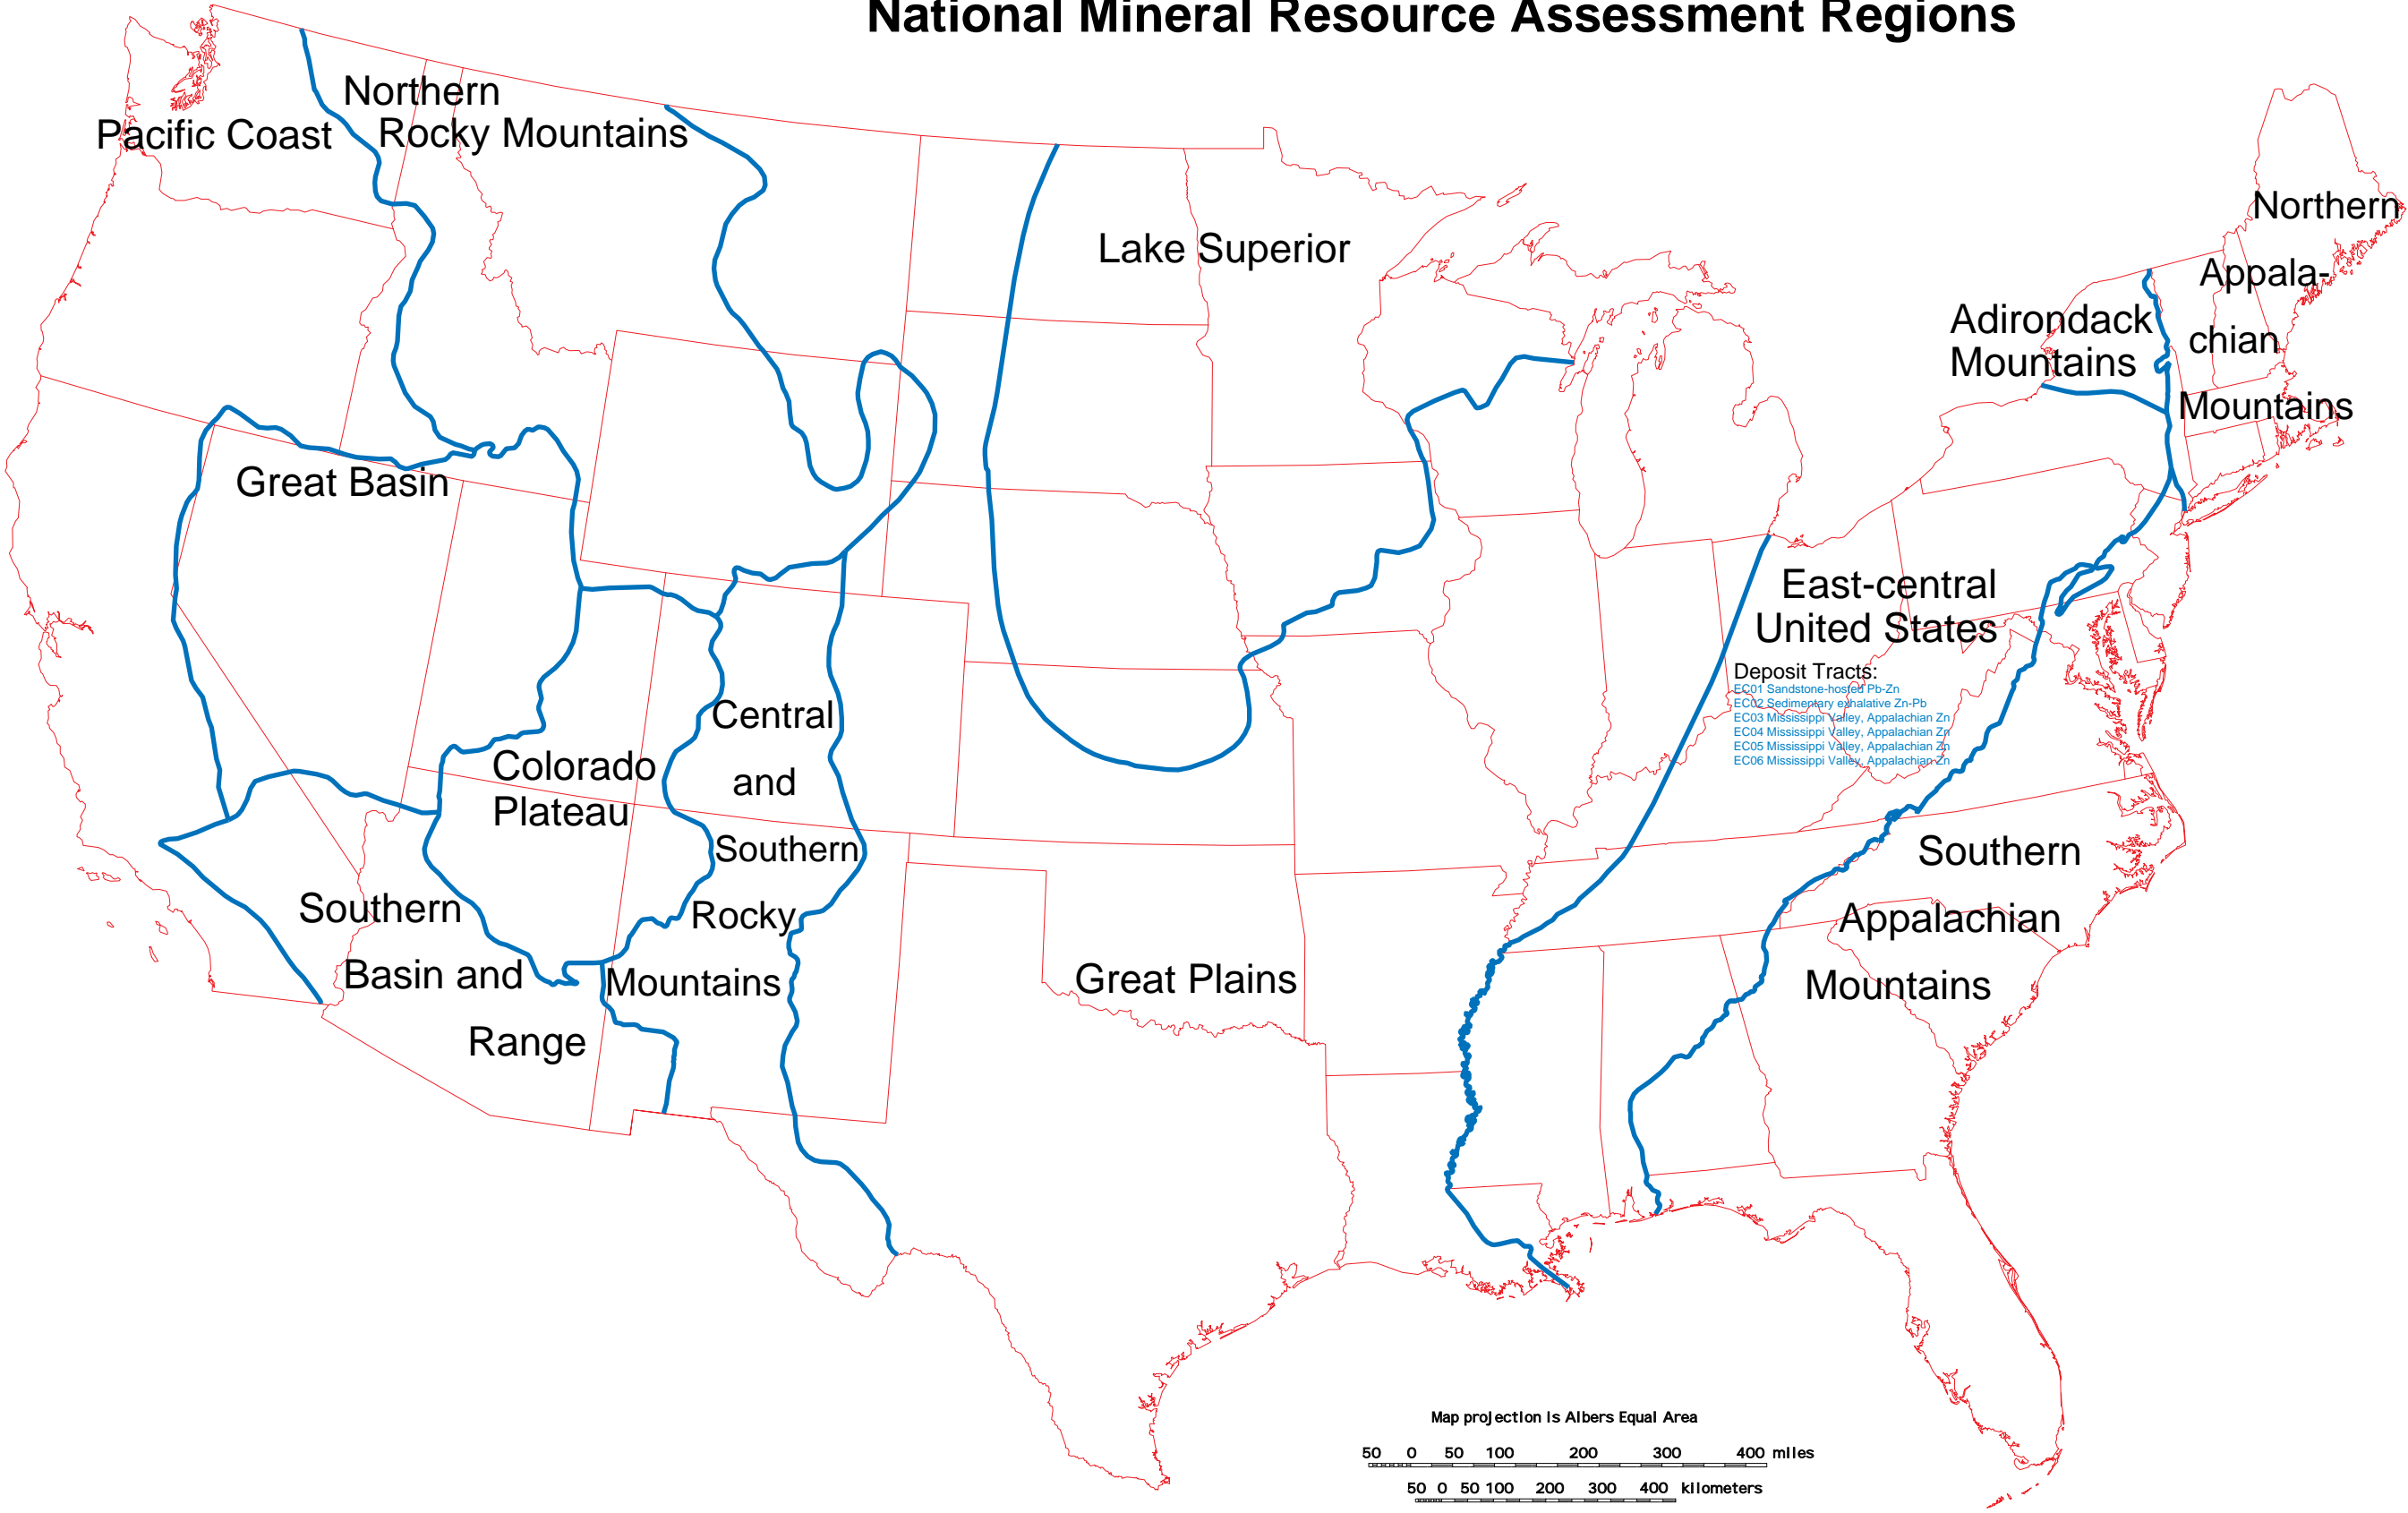 National Mineral Resource Assessment Regions
Northern
Rocky Mountains
Pacific Coast
Lake Superior
Northern
Appala-
chian
Mountains
Adirondack
Mountains
Great Basin
East-central
United States
Deposit Tracts:
EC01 Sandstone-hosted Pb-Zn
EC02 Sedimentary exhalative Zn-Pb
EC03 Mississippi Valley, Appalachian Zn
EC04 Mississippi Valley, Appalachian Zn
EC05 Mississippi Valley, Appalachian Zn
EC06 Mississippi Valley, Appalachian Zn
Colorado
Plateau
Central
and
Southern
Rocky
Mountains
Southern
Basin and
Range
Great Plains
Southern
Appalachian
Mountains
Map projection is Albers Equal Area
50 0 50 100 200 300 400 miles
50 0 50 100 200 300 400 kilometers